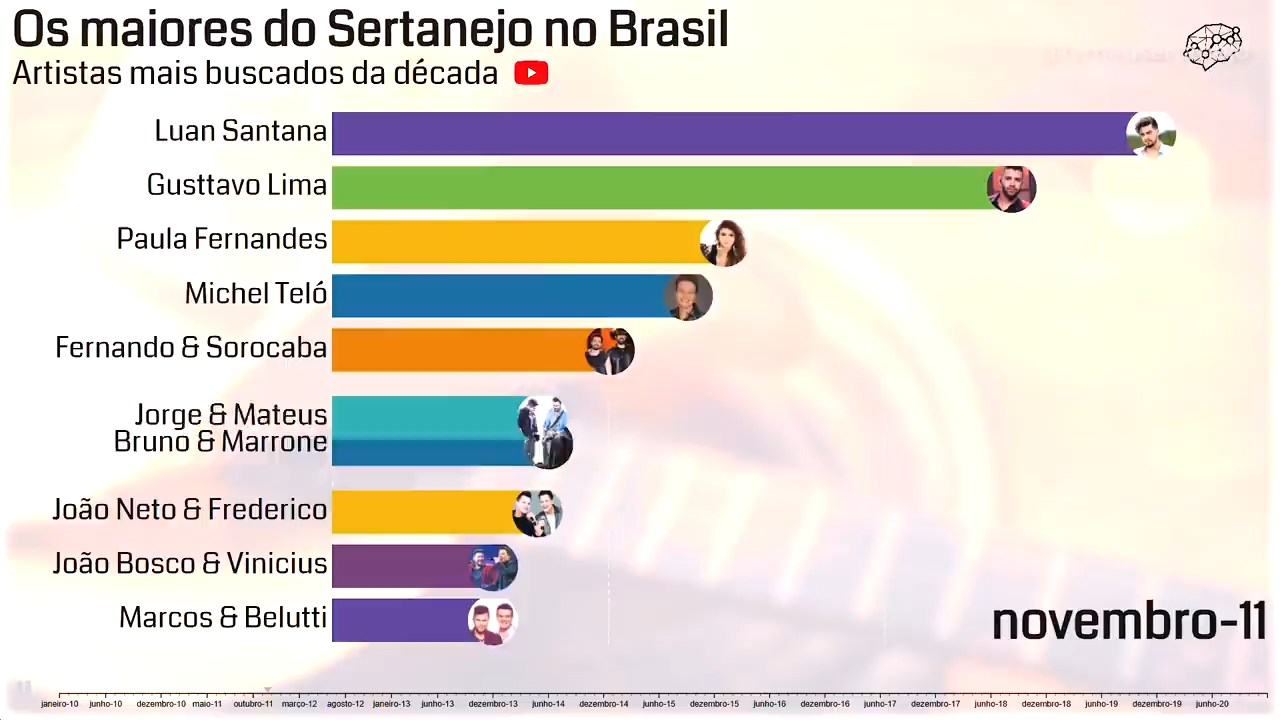 Os maiores do Sertanejo no Brasil
Artistas mais buscados da década
Luan Santana
Gusttavo Lima
Paula Fernandes
Michel Teló
Fernando & Sorocaba
Jorge & Mateus
Bruno & Marrone
João Neto & Frederico
João Bosco & Vinicius
Marcos & Belutti
novembro-11
janeiro-10 junho-10 dezembro-10 maio-11 outubro-11 março-12 agosto-12 janeiro-13 junho-13 dezembro-13 junho-14 dezembro-14 junho-15 dezembro-15 junho-16 dezembro-16 junho-17 dezembro-17 junho-18 dezembro-18 junho-19 dezembro-19 junho-20